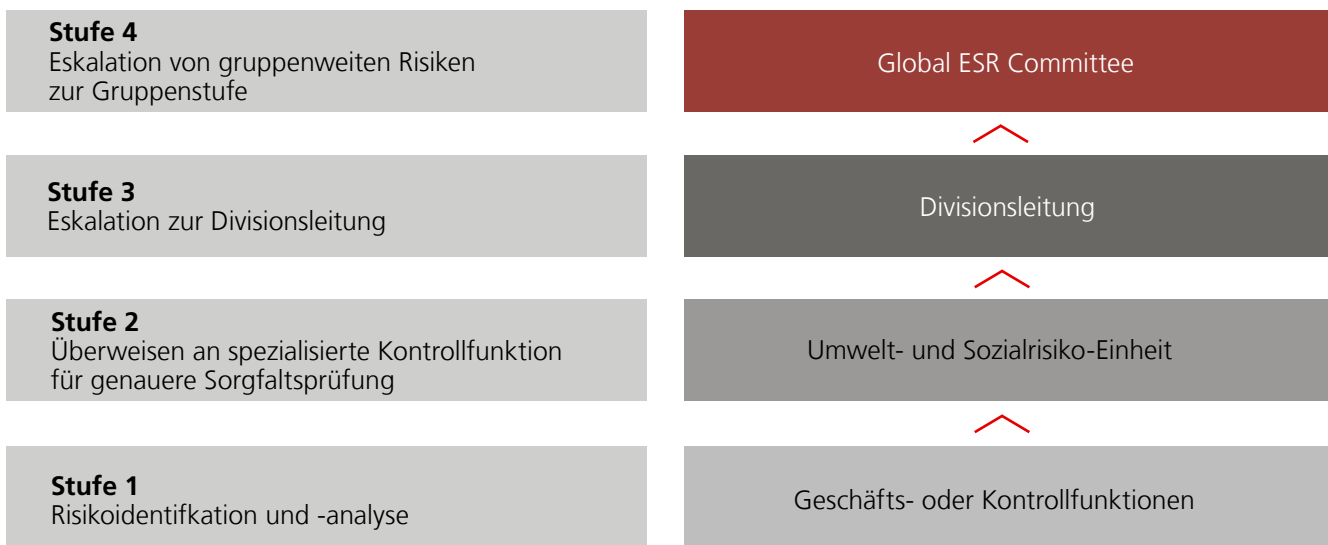 Stufe 4
Eskalation von gruppenweiten Risiken
zur Gruppenstufe
Global ESR Committee
Stufe 3
Eskalation zur Divisionsleitung
Divisionsleitung
Stufe 2
Überweisen an spezialisierte Kontrollfunktion
für genauere Sorgfaltsprüfung
Umwelt- und Sozialrisiko-Einheit
Stufe 1
Risikoidentifkation und -analyse
Geschäfts- oder Kontrollfunktionen